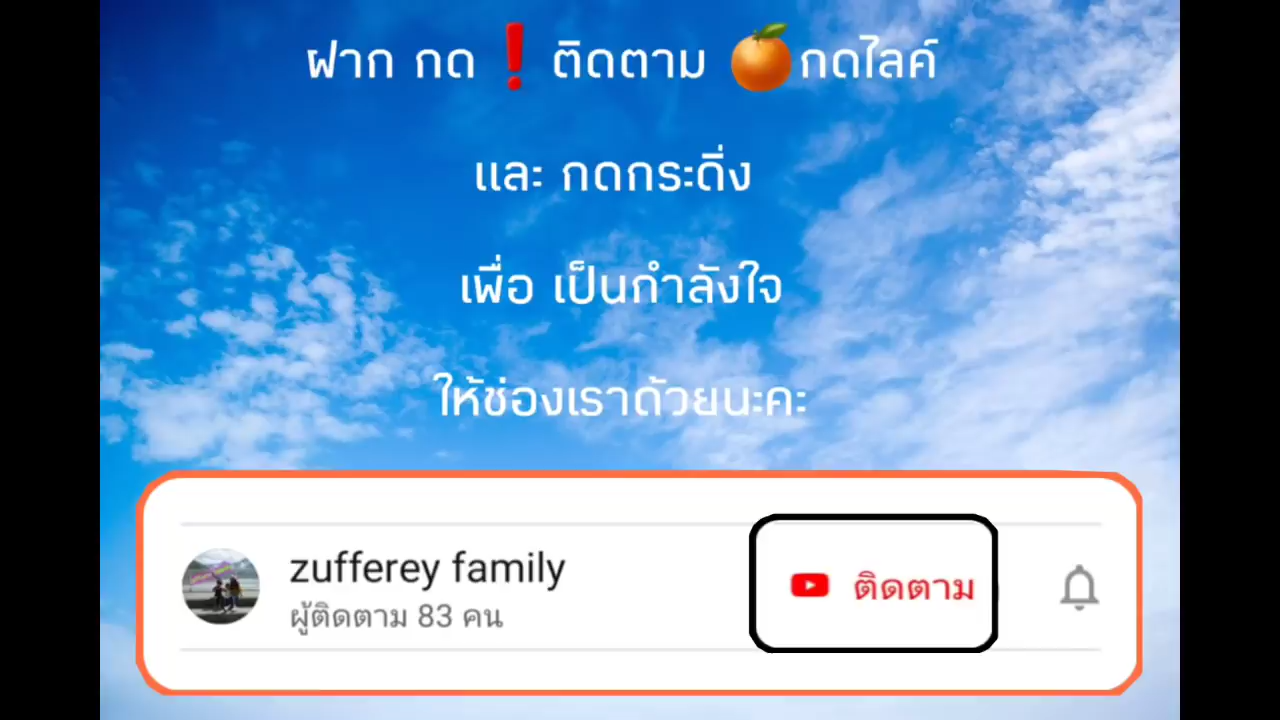 ฝาก กด❗ติดตาม 🍊กดไลค์
และ กดกระดิ่ง
เพื่อ เป็นกำลังใจ
ให้ช่องเราด้วยนะคะ
zufferey family
ผู้ติดตาม 83 คน
ติดตาม